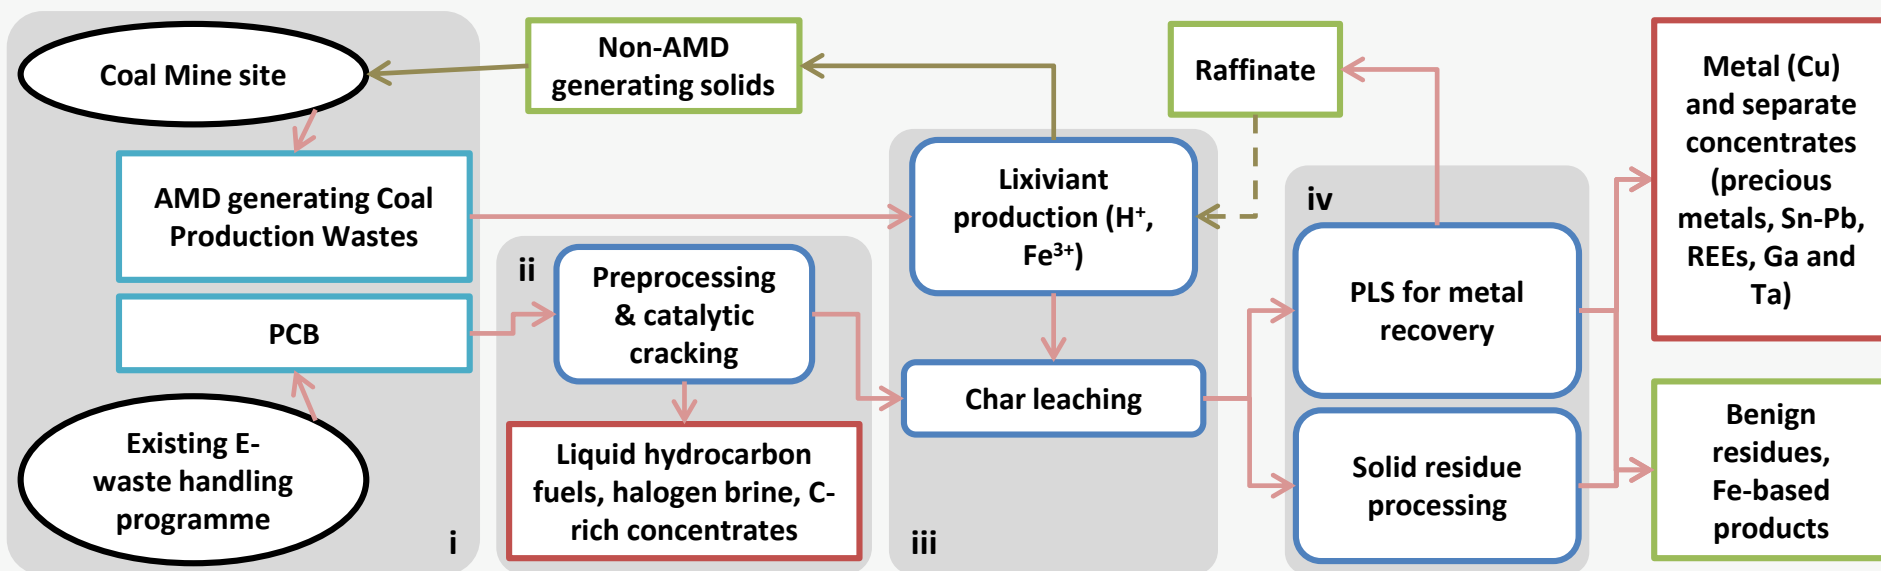 Coal Mine site
AMD generating Coal
Production Wastes
PCB
Existing E-
waste handling
programme
i
Non-AMD
generating solids
ii
Preprocessing
& catalytic
cracking
Liquid hydrocarbon
fuels, halogen brine, C-
rich concentrates
Raffinate
Lixiviant
production (H⁺,
Fe³⁺)
Char leaching
iii
iv
PLS for metal
recovery
Solid residue
processing
Metal (Cu)
and separate
concentrates
(precious
metals, Sn-Pb,
REEs, Ga and
Ta)
Benign
residues,
Fe-based
products